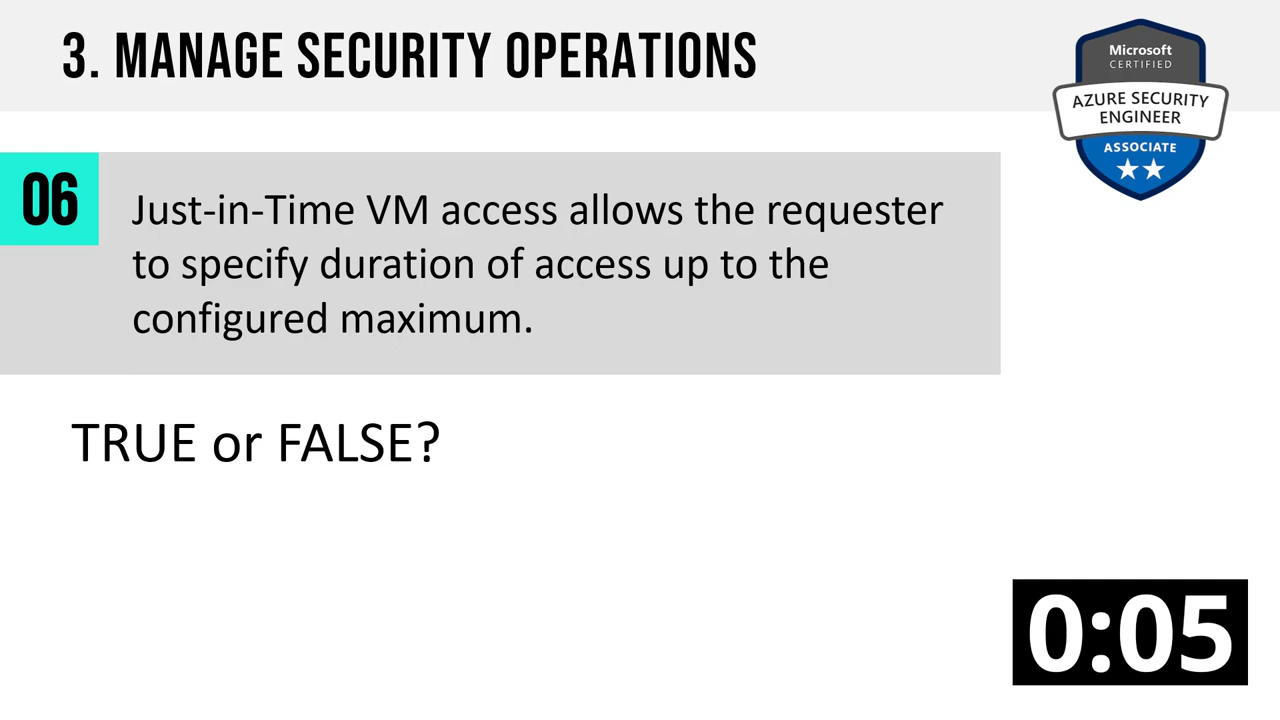 3. MANAGE SECURITY OPERATIONS
Microsoft
CERTIFIED
AZURE SECURITY
ENGINEER
ASSOCIATE
06
Just-in-Time VM access allows the requester
to specify duration of access up to the
configured maximum.
TRUE or FALSE?
0:05